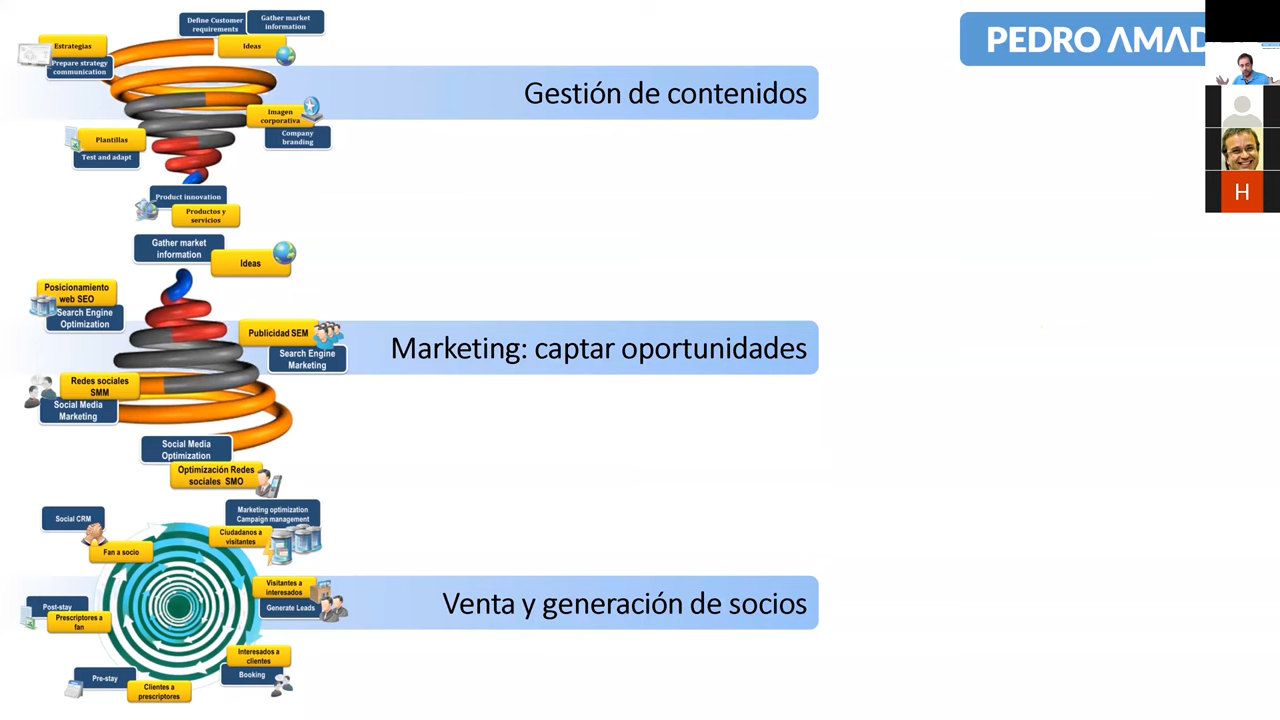 Define Customer
requirements
Gather market
information
Estrategias
Ideas
Prepare strategy
communication
PEDRO AMAD
Gestión de contenidos
Imagen
corporativa
Company
branding
Plantillas
Test and adapt
Product innovation
Productos y
servicios
H
Gather market
information
Ideas
Posicionamiento
web SEO
Search Engine
Optimization
Publicidad SEM
Search Engine
Marketing
Marketing: captar oportunidades
Redes sociales
SMM
Social Media
Marketing
Social Media
Optimization
Optimización Redes
sociales SMO
Social CRM
Marketing optimization
Campaign management
Ciudadanos a
visitantes
Fan a socio
Visitantes a
interesados
Generate Leads
Post-stay
Prescriptores a
fan
Venta y generación de socios
Interesados a
clientes
Booking
Pre-stay
Clientes a
prescriptores